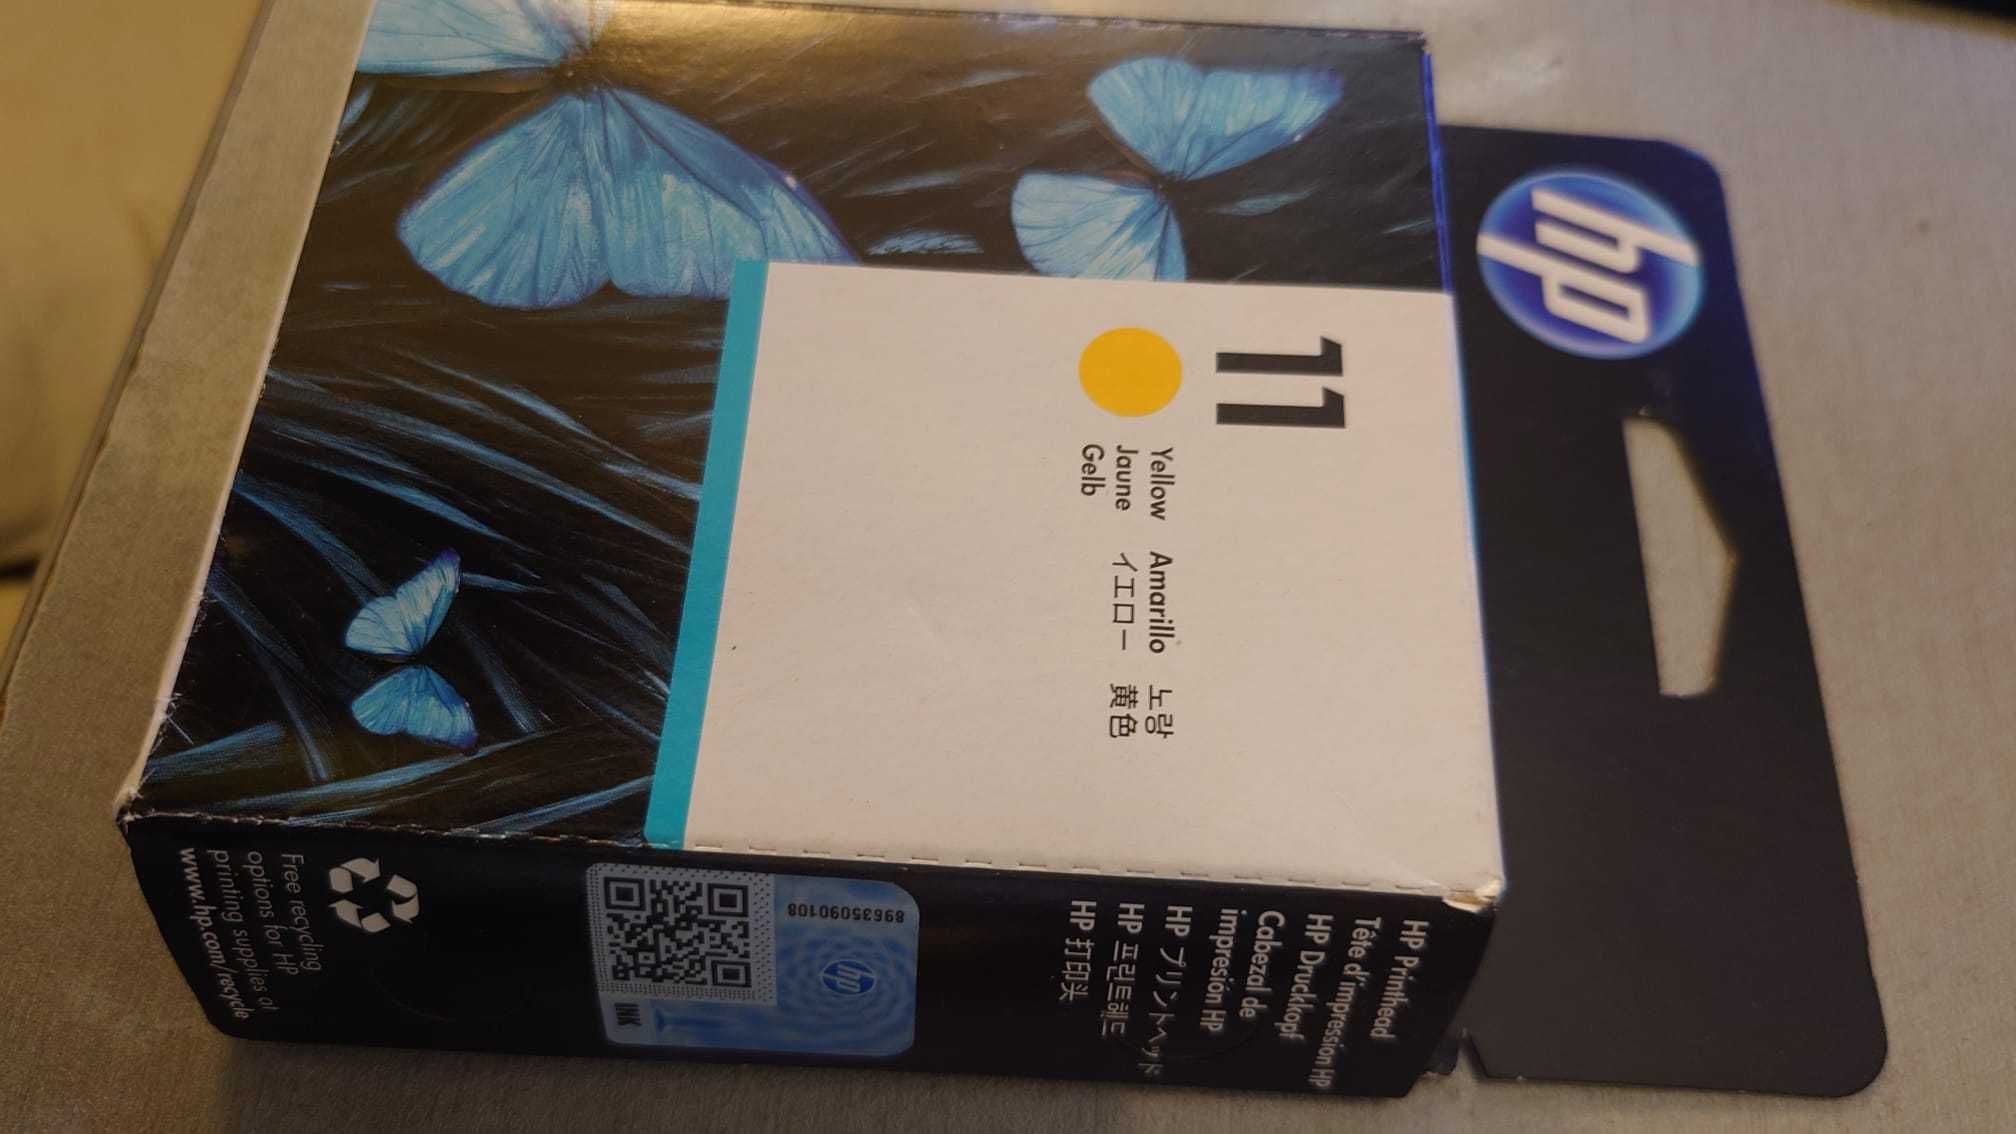 hp
11
Yellow Amarillo 노랑
Jaune イエロー 黄色
Gelb
HP Printhead
Tête d'impression HP
HP Druckkopf
Cabezal de
impresión HP
HP プリントヘッド
HP 프린트헤드
HP 打印头
89635090108
hp
INK
Free recycling
options for HP
printing supplies at
www.hp.com/recycle